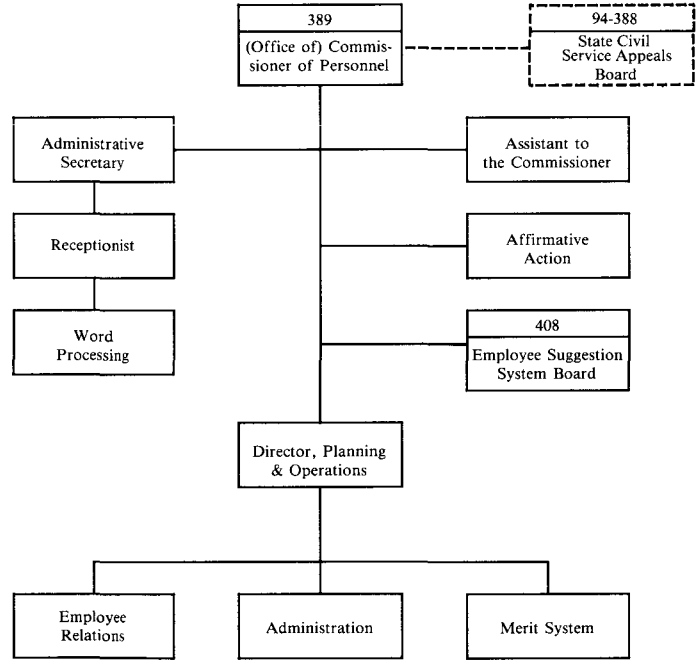 389
(Office of) Commis-
sioner of Personnel
94-388
State Civil
Service Appeals
Board
Administrative
Secretary
Assistant to
the Commissioner
Receptionist
Affirmative
Action
Word
Processing
408
Employee Suggestion
System Board
Director, Planning
& Operations
Employee
Relations
Administration
Merit System